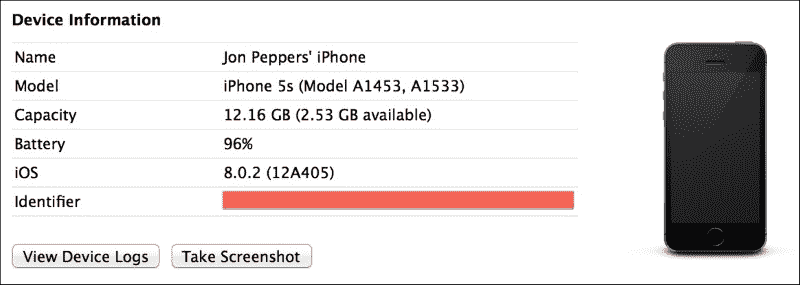 Device Information
Name Jon Peppers' iPhone
Model iPhone 5s (Model A1453, A1533)
Capacity 12.16 GB (2.53 GB available)
Battery 96%
iOS 8.0.2 (12A405)
Identifier
View Device Logs Take Screenshot